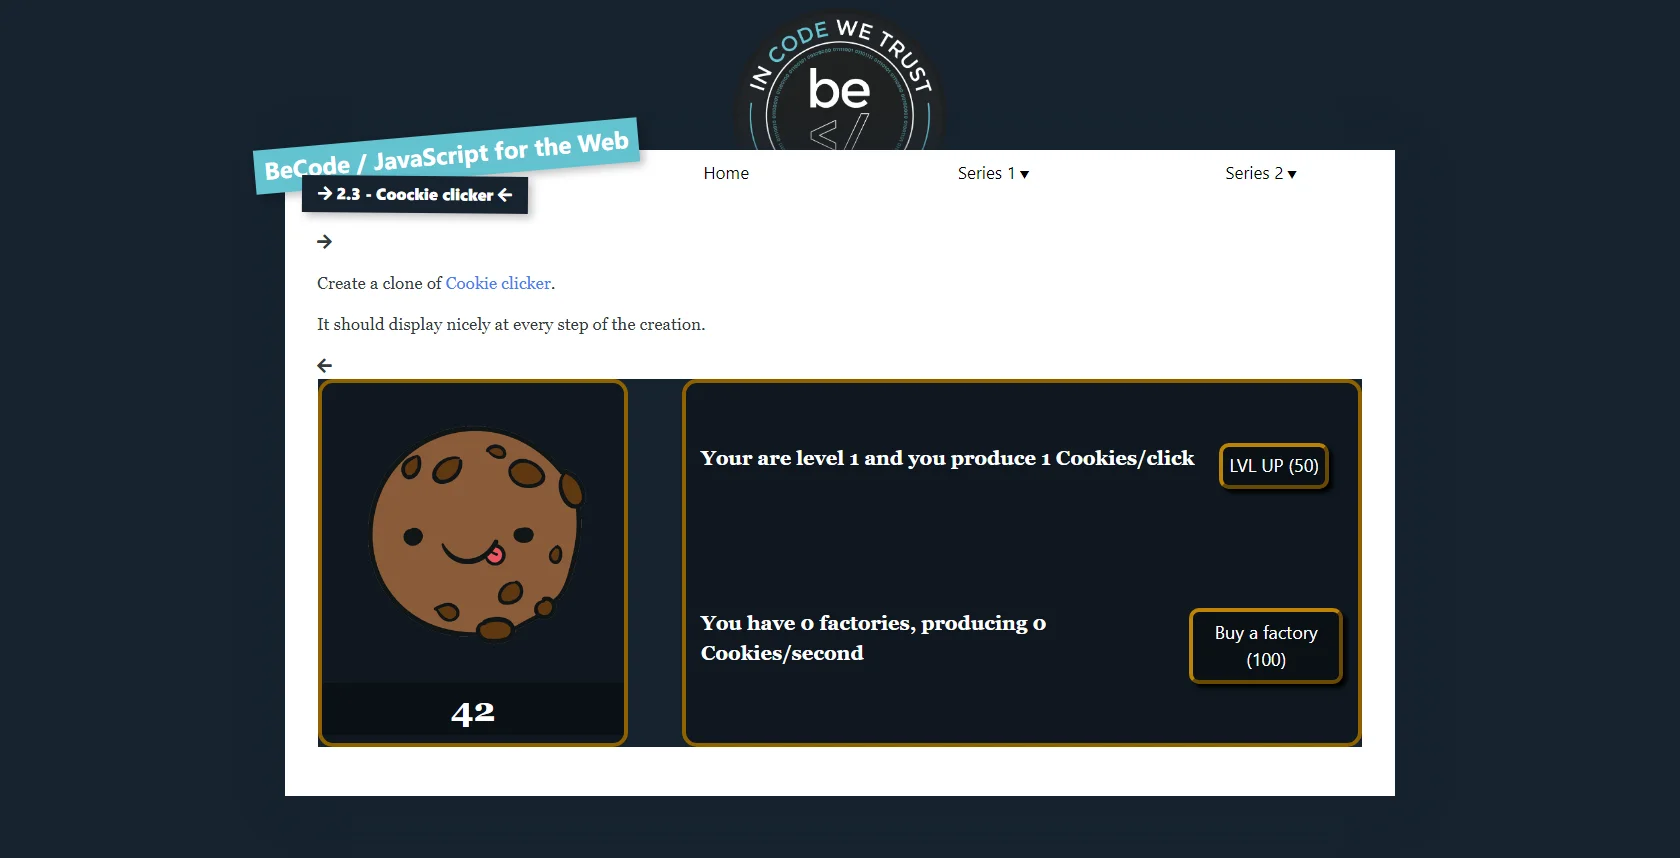 IN CODE WE TRUST
be
</
BeCode / JavaScript for the Web
→ 2.3 - Coockie clicker ←
Home
Series 1 ▾
Series 2 ▾
→
Create a clone of Cookie clicker.
It should display nicely at every step of the creation.
←
Your are level 1 and you produce 1 Cookies/click
LVL UP (50)
You have 0 factories, producing 0
Cookies/second
Buy a factory
(100)
42